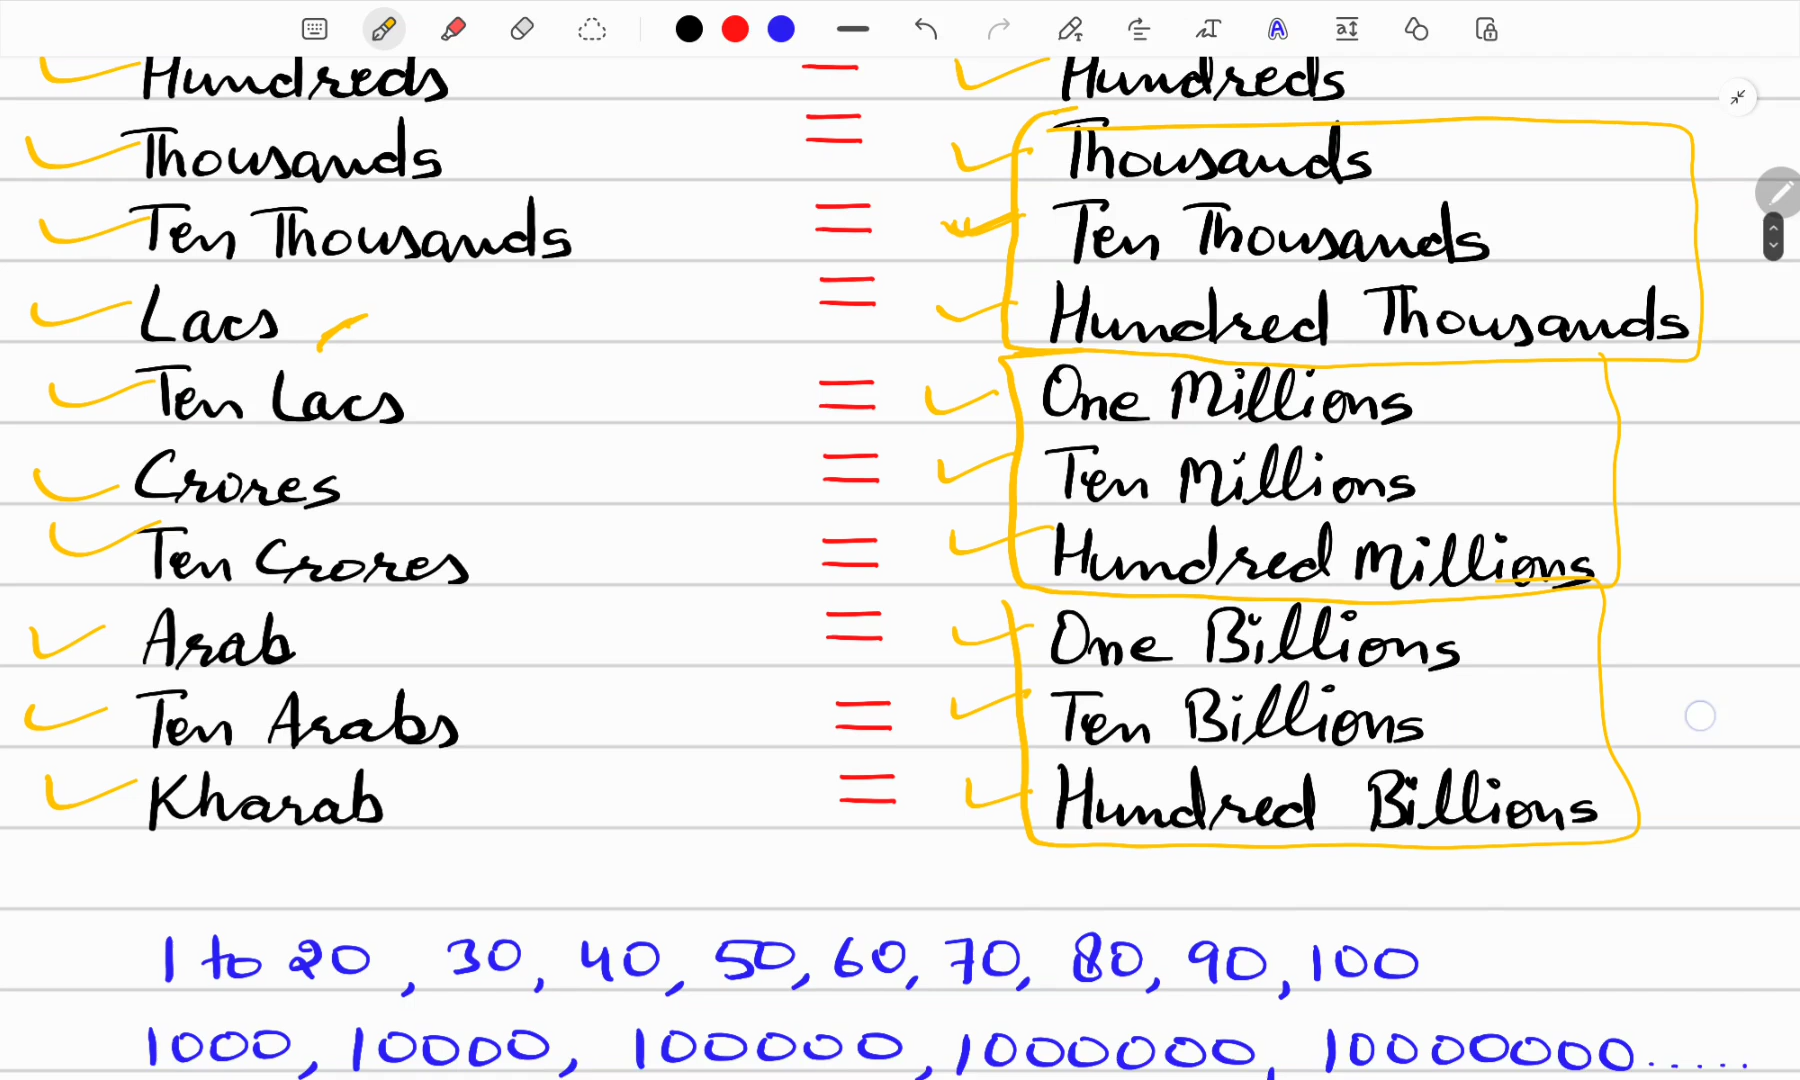 Hundreds = Hundreds
Thousands = Thousands
Ten Thousands = Ten Thousands
Lacs = Hundred Thousands
Ten Lacs = One Millions
Crores = Ten Millions
Ten Crores = Hundred Millions
Arab = One Billions
Ten Arabs = Ten Billions
Kharab = Hundred Billions
1 to 20, 30, 40, 50, 60, 70, 80, 90, 100
1000, 10000, 100000, 1000000, 10000000......